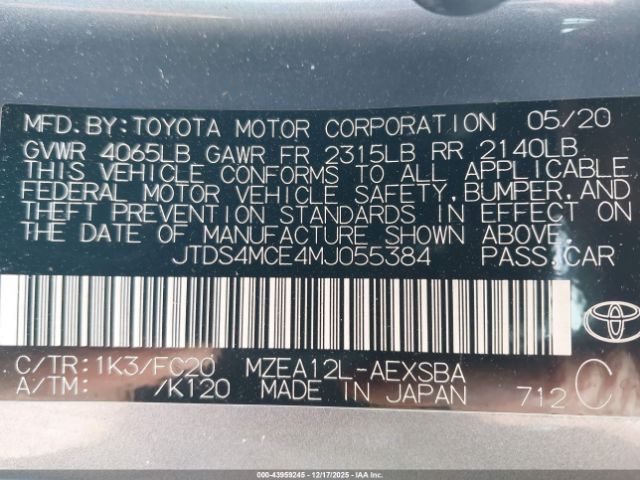 MFD.BY:TOYOTA MOTOR CORPORATION 05/20
GVWR 4065LB GAWR FR 2315LB RR 2140LB
THIS VEHICLE CONFORMS TO ALL APPLICABLE
FEDERAL MOTOR VEHICLE SAFETY,BUMPER,AND
THEFT PREVENTION STANDARDS IN EFFECT ON
THE DATE OF MANUFACTURE SHOWN ABOVE.
JTDS4MCE4MJ055384 PASS.CAR
C/TR:1K3/FC20 MZEA12L-AEXSBA
A/TM: /K120 MADE IN JAPAN 712 C
000-43959245 - 12/17/2025 - IAAI.CA